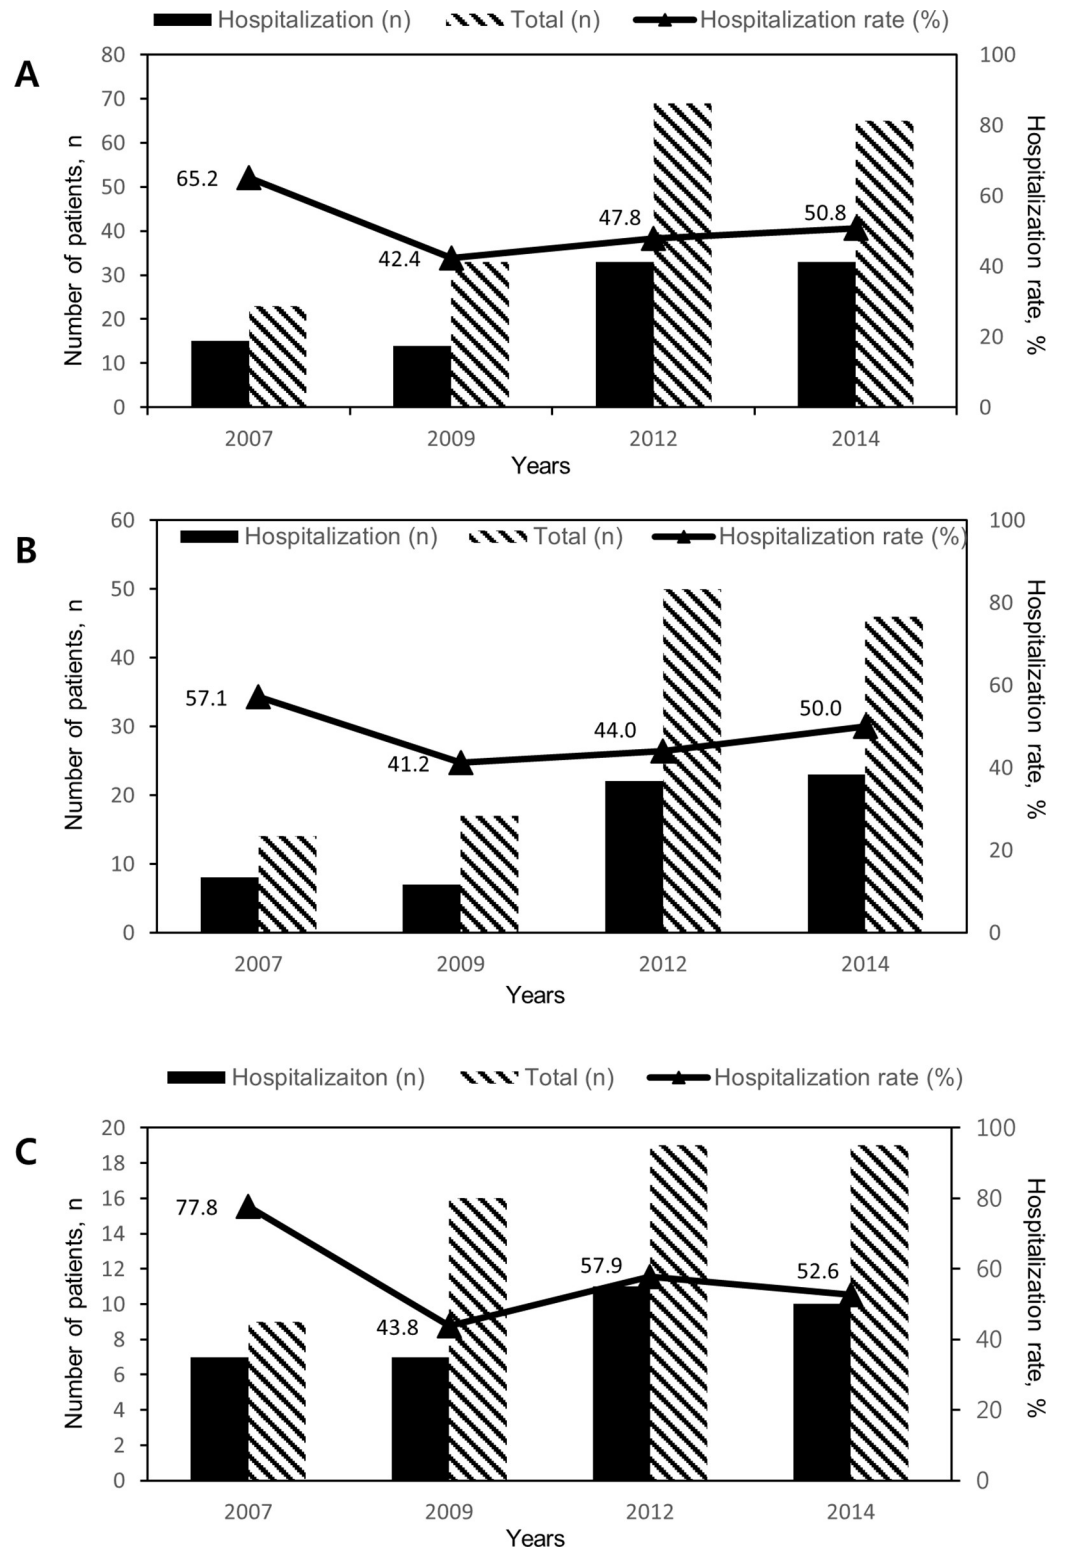 Hospitalization (n) Total (n) Hospitalization rate (%)
A
80 100
70
80
60
50 60
40
40
30
20 20
10
0 0
65.2 42.4 47.8 50.8
Number of patients, n
Hospitalization rate, %
2007 2009 2012 2014
Years
B
60 100
Hospitalization (n) Total (n) Hospitalization rate (%)
50
80
40
60
30
40
20
20
10
0 0
57.1 41.2 44.0 50.0
Number of patients, n
Hospitalization rate, %
2007 2009 2012 2014
Years
Hospitalizaiton (n) Total (n) Hospitalization rate (%)
C
20 100
18
16 80
14
12 60
10
8 40
6
4 20
2
0 0
77.8 43.8 57.9 52.6
Number of patients, n
Hospitalization rate, %
2007 2009 2012 2014
Years